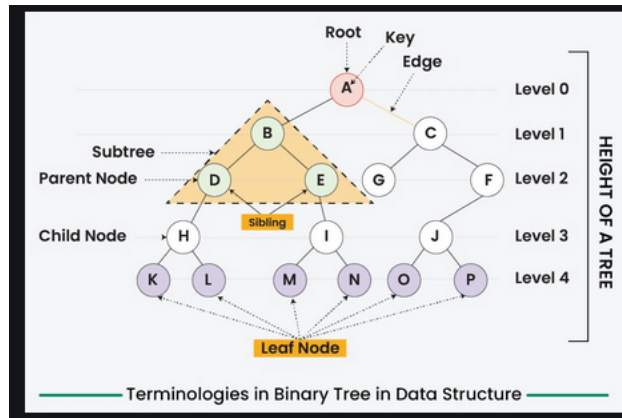 Root
Key
Edge
A
Level 0
B
C
Level 1
Subtree
Parent Node
D
E
G
F
Level 2
Sibling
Child Node
H
I
J
Level 3
K
L
M
N
O
P
Level 4
Leaf Node
HEIGHT OF A TREE
Terminologies in Binary Tree in Data Structure